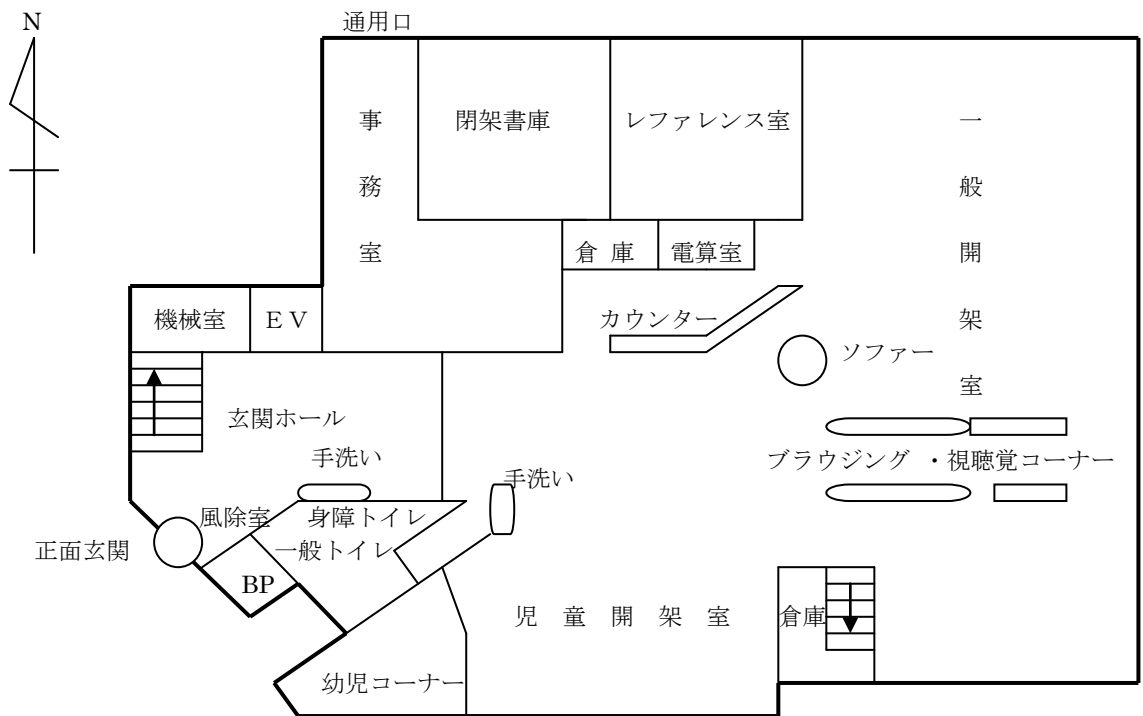 N
通用口
事務室
閉架書庫
レファレンス室
一般開架室
倉 庫
電算室
機械室
ＥＶ
カウンター
ソファー
玄関ホール
手洗い
手洗い
ブラウジング ・視聴覚コーナー
風除室
身障トイレ
正面玄関
一般トイレ
BP
児 童 開 架 室
倉庫
幼児コーナー